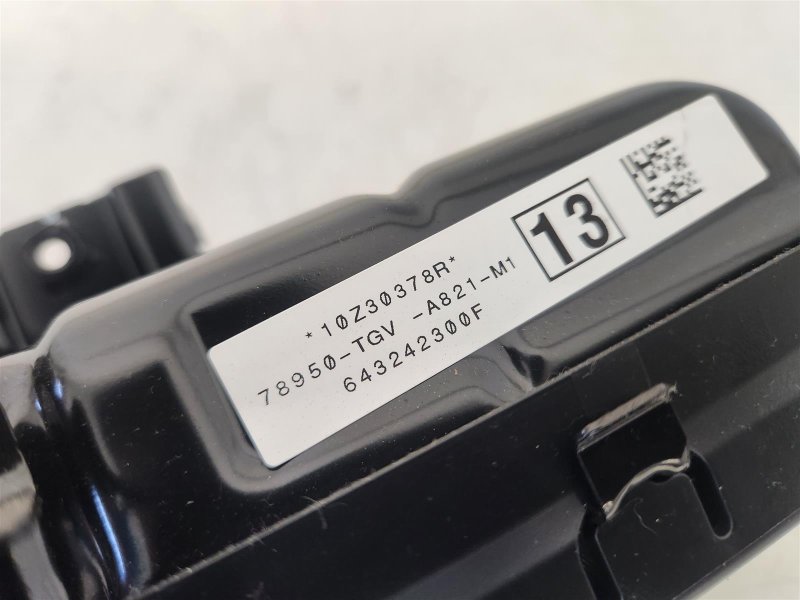 *10Z30378R*
78950-TGV -A821-M1
643242300F
13